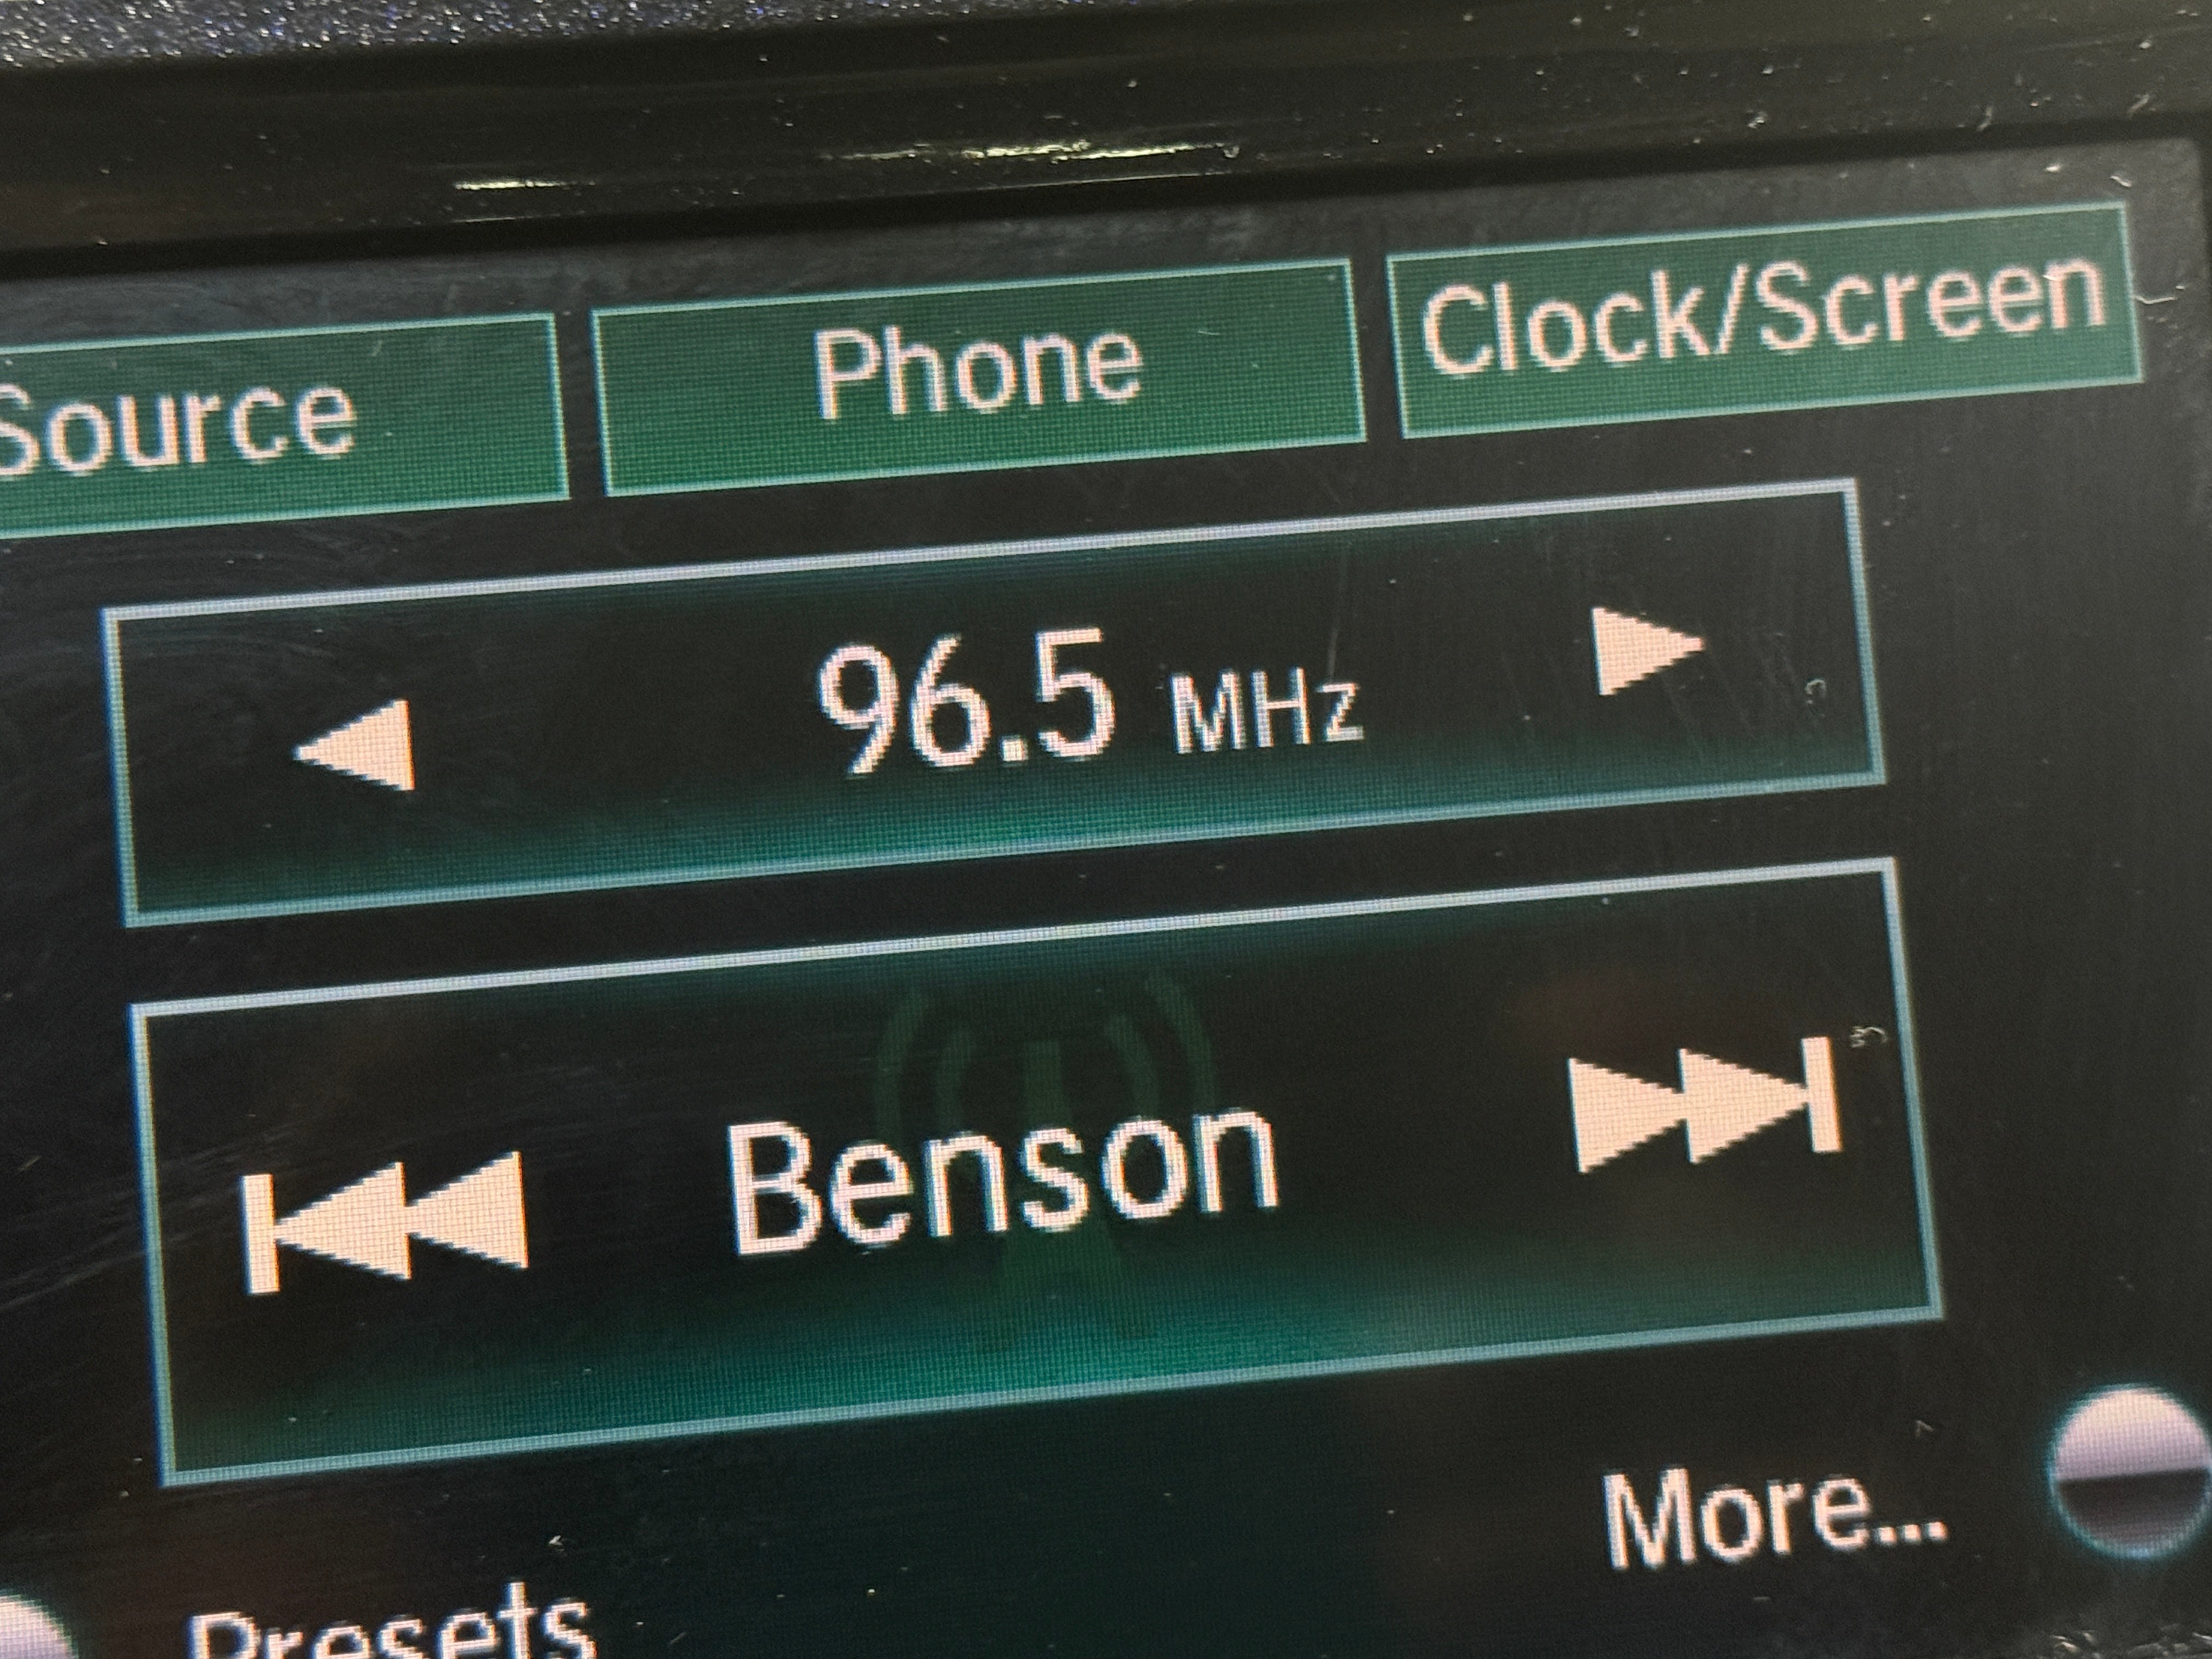 Source Phone Clock/Screen
96.5 MHz
Benson
More...
Presets